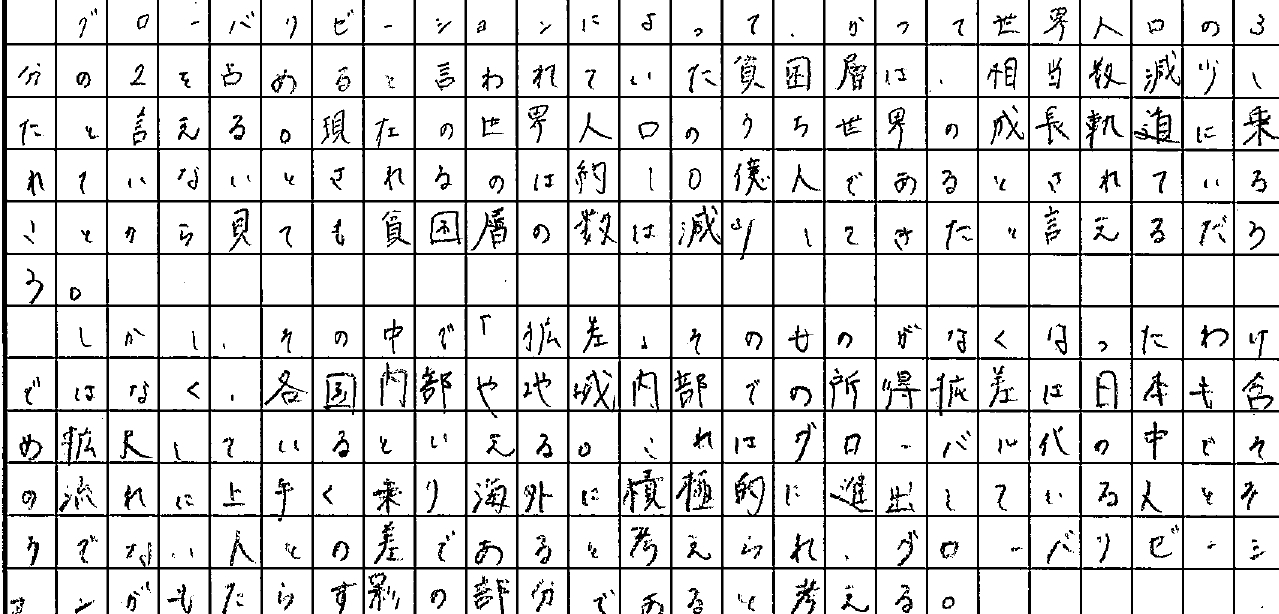 グローバリゼーションによって、かつて世界人口の3
分の2を占めると言われていた貧困層は、相当数減少し
たと言える。現在の世界人口のうち世界の成長軌道に乗
れていないとされるのは約10億人であるとされている
ことから見ても貧困層の数は減少してきたと言えるだろ
う。
しかし、その中で「拡差」そのものがなくなったわけ
ではなく、各国内部や地域内部での所得拡差は日本も含
め拡大しているといえる。これはグローバル代の中でそ
の流れに上手く乗り海外に積極的に進出している人とそ
うでない人との差であると考えられ、グローバリゼーシ
ョンがもたらす影の部分であると考える。